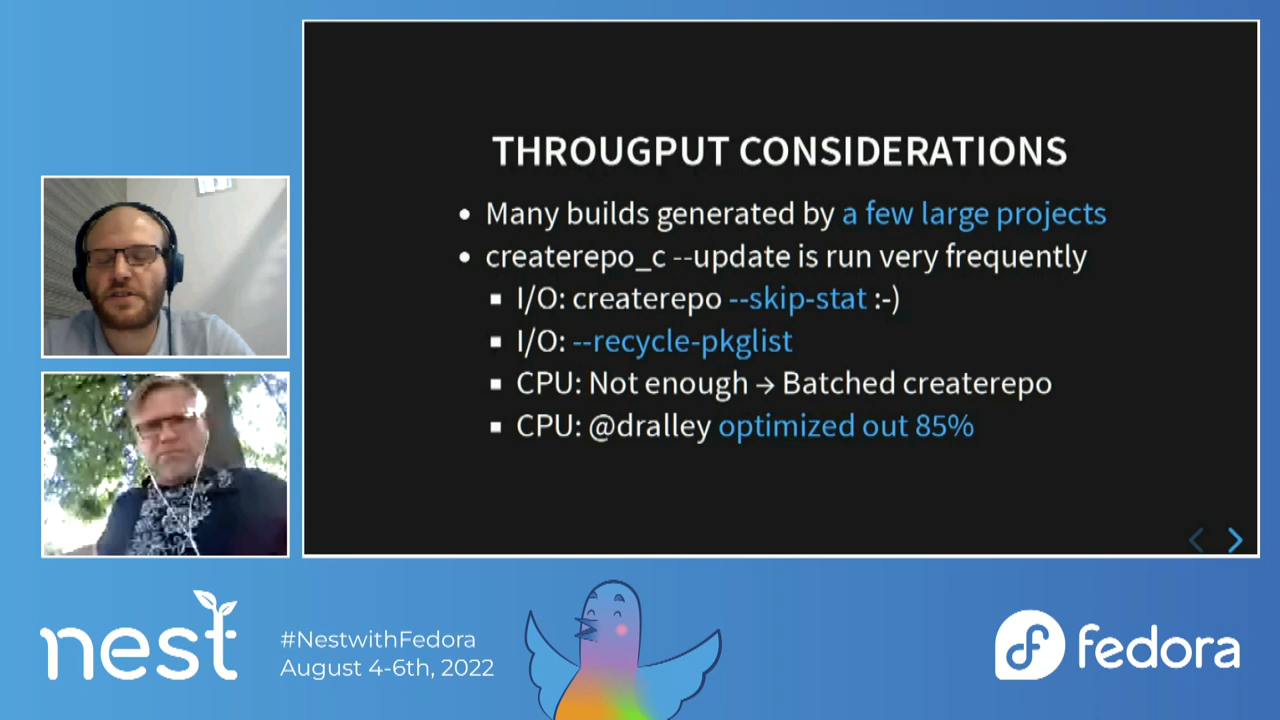 THROUGPUT CONSIDERATIONS
Many builds generated by a few large projects
createrepo_c --update is run very frequently
I/O: createrepo --skip-stat :-)
I/O: --recycle-pkglist
CPU: Not enough → Batched createrepo
CPU: @dralley optimized out 85%
nest
#NestwithFedora
August 4-6th, 2022
fedora